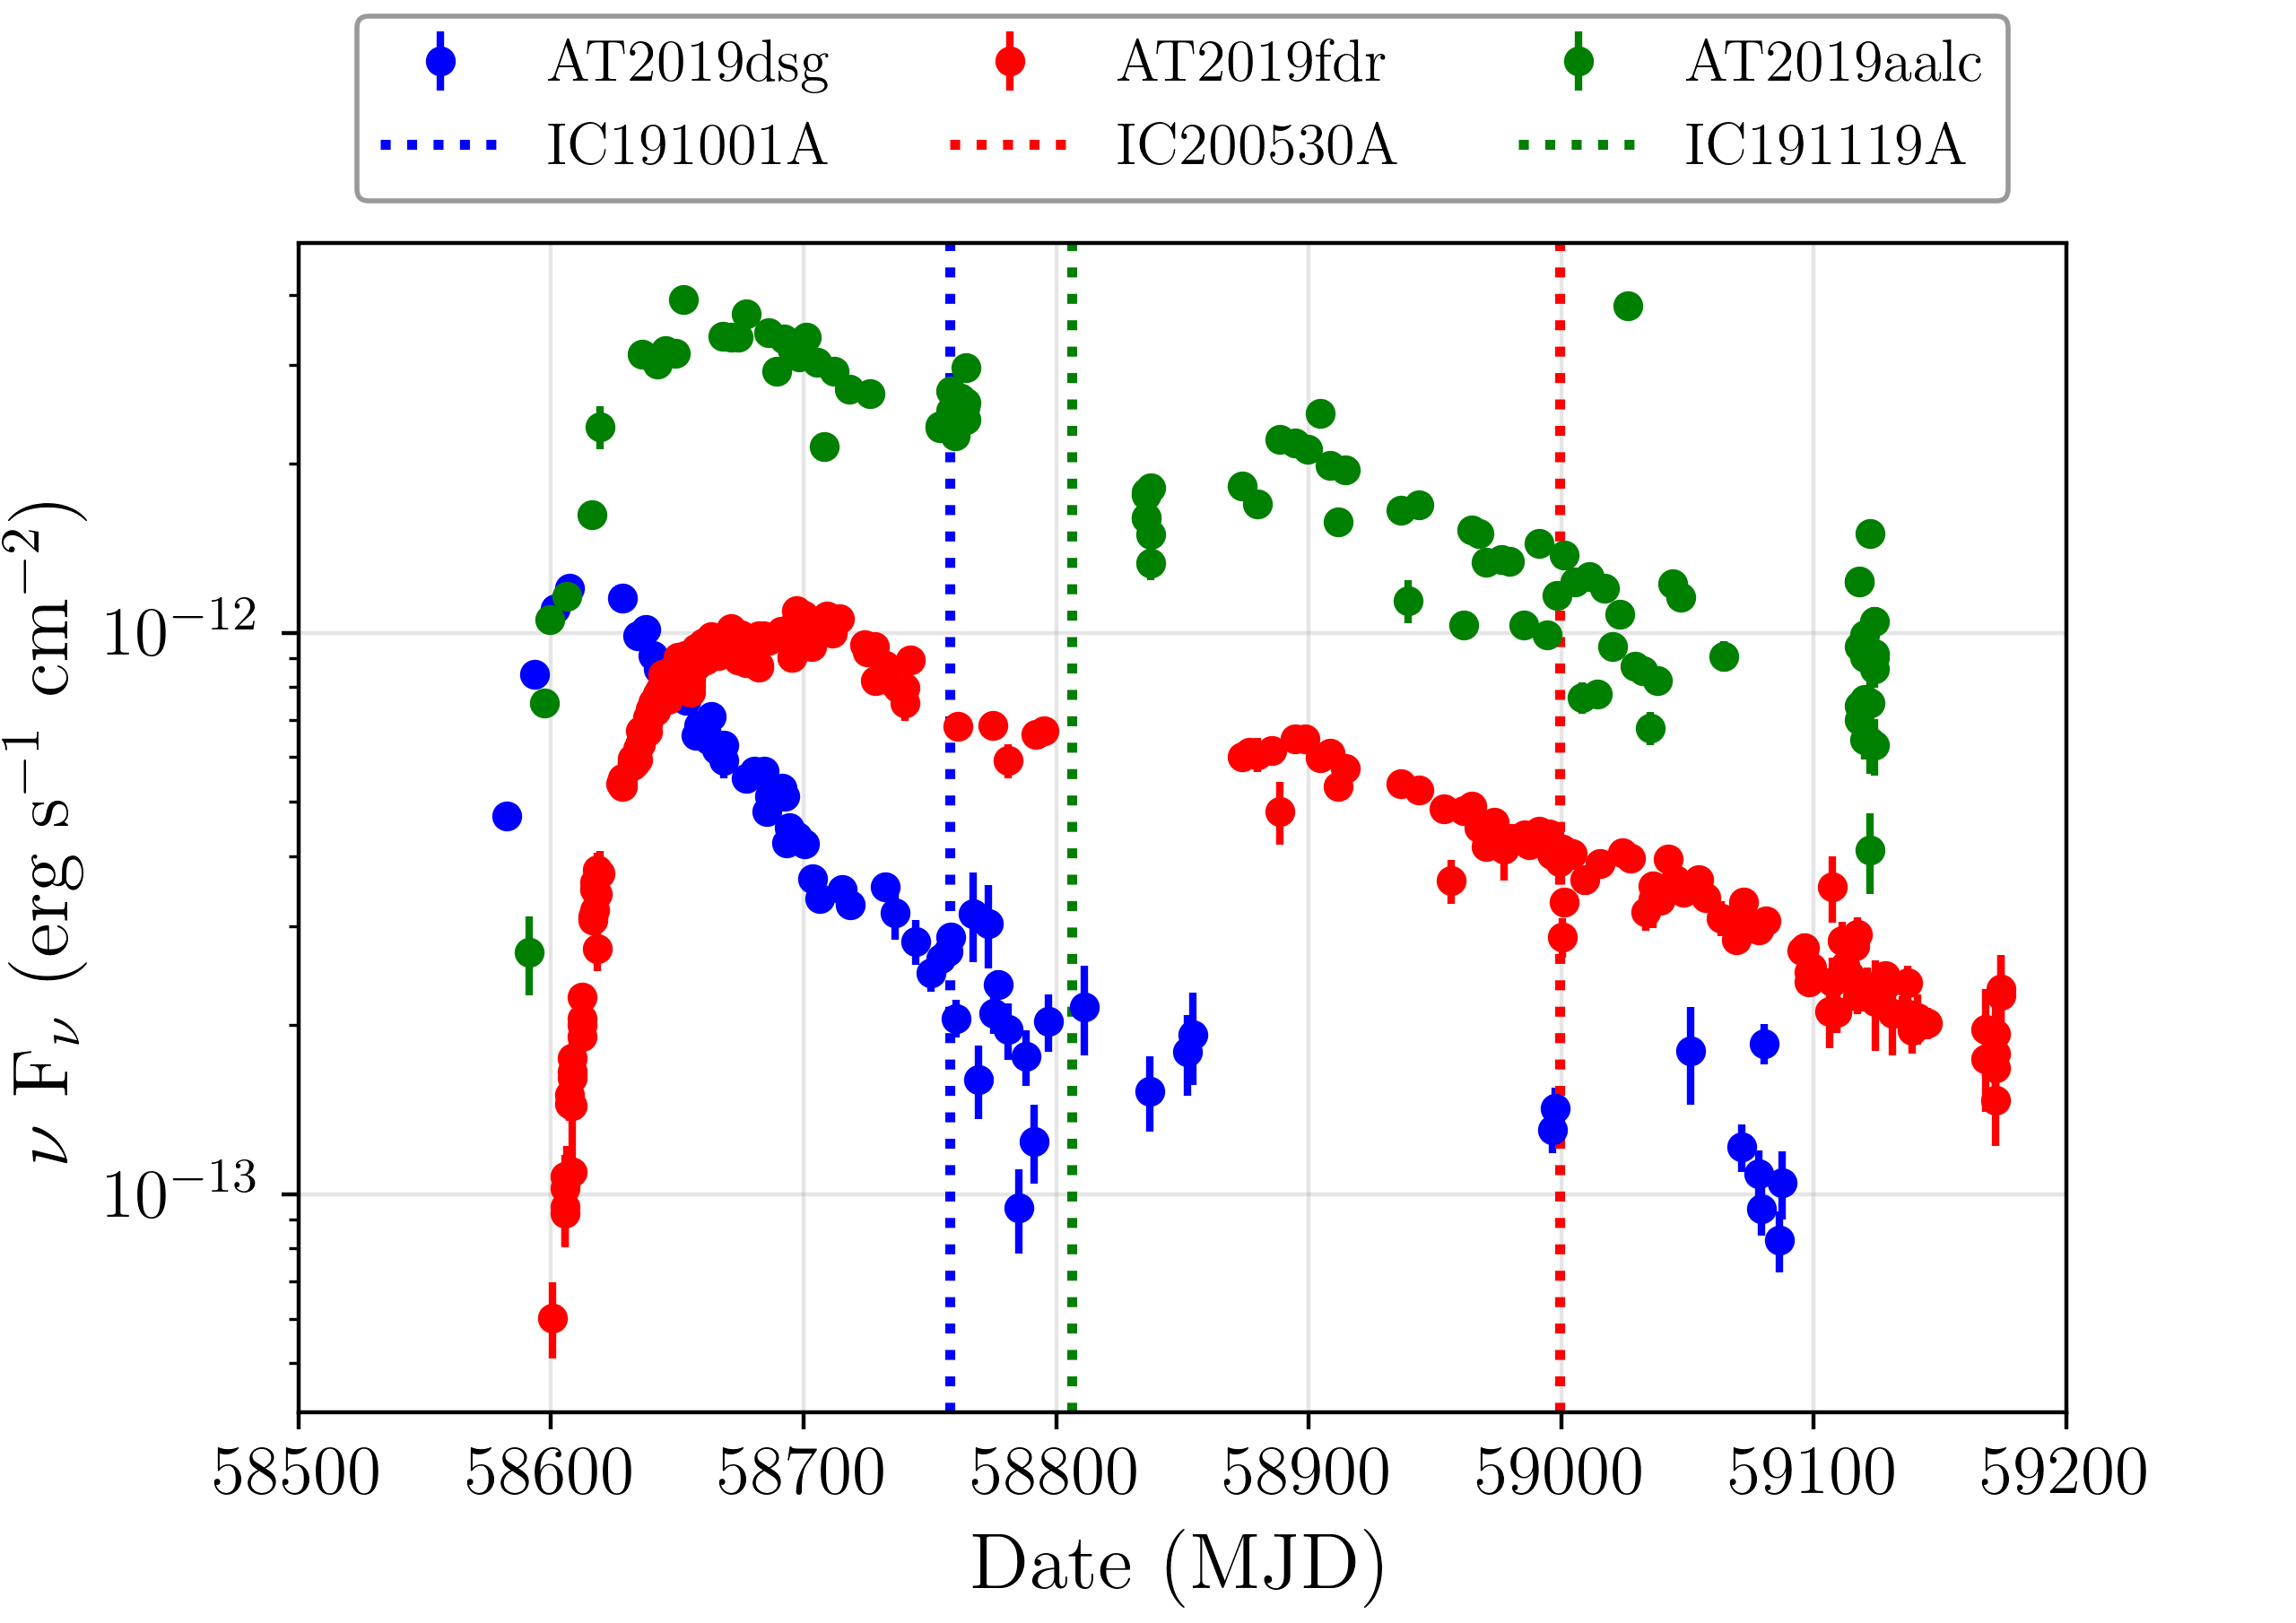 AT2019dsg AT2019fdr AT2019aalc
IC191001A IC200530A IC191119A
ν F_ν (erg s⁻¹ cm⁻²)
10⁻¹²
10⁻¹³
58500 58600 58700 58800 58900 59000 59100 59200
Date (MJD)